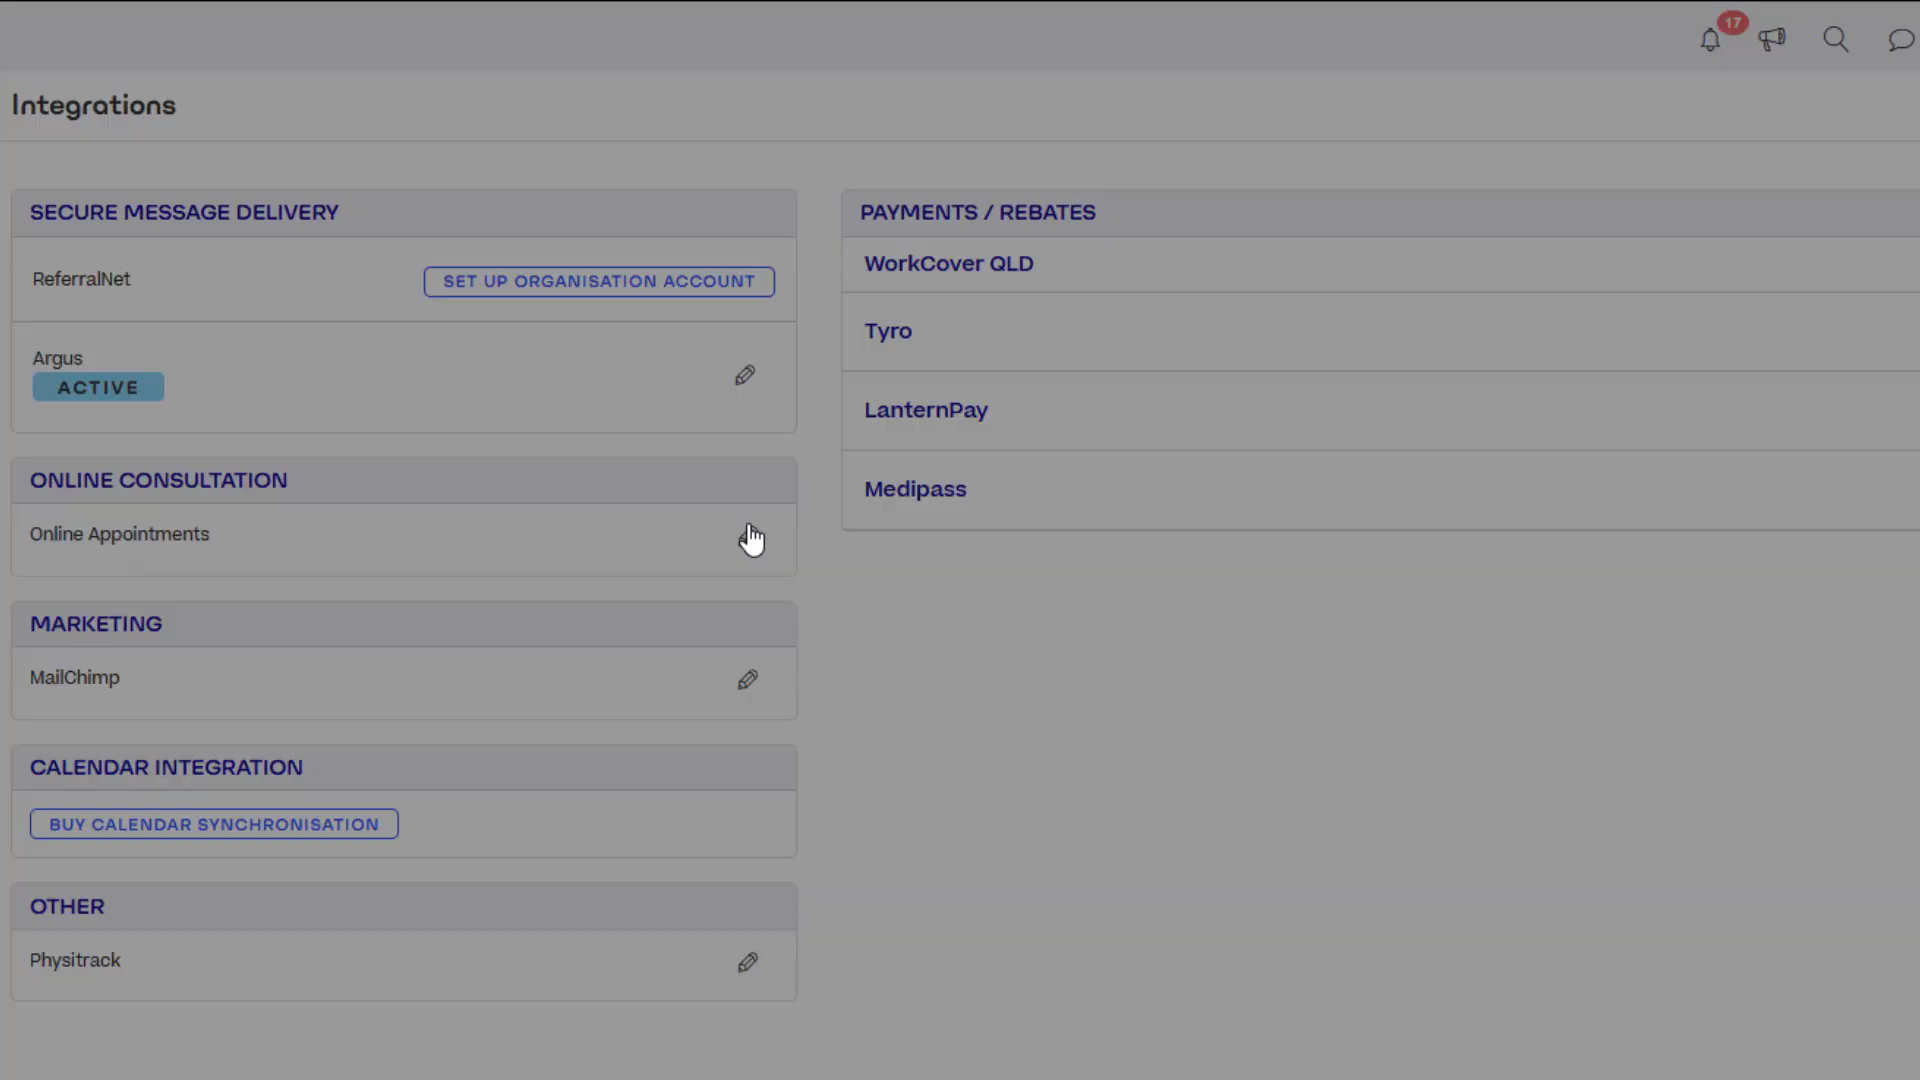 17
Integrations
SECURE MESSAGE DELIVERY
ReferralNet
SET UP ORGANISATION ACCOUNT
Argus
ACTIVE
ONLINE CONSULTATION
Online Appointments
MARKETING
MailChimp
CALENDAR INTEGRATION
BUY CALENDAR SYNCHRONISATION
OTHER
Physitrack
PAYMENTS / REBATES
WorkCover QLD
Tyro
LanternPay
Medipass